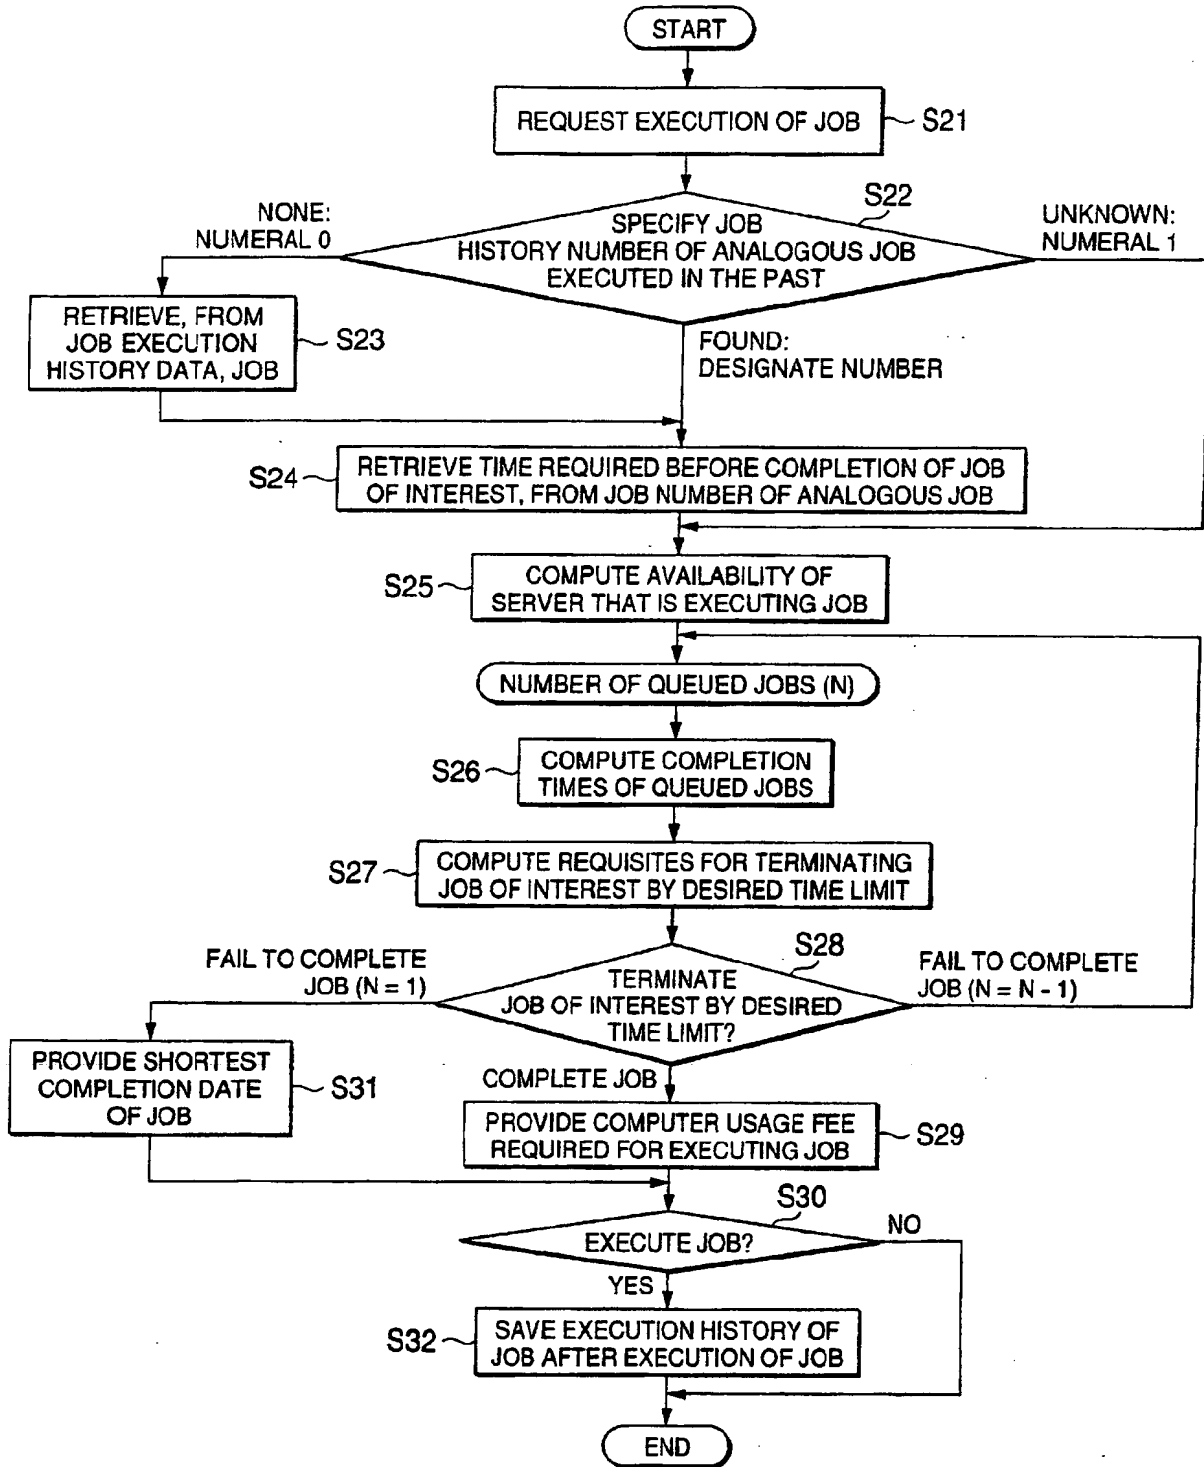 START
REQUEST EXECUTION OF JOB
S21
S22
SPECIFY JOB
HISTORY NUMBER OF ANALOGOUS JOB
EXECUTED IN THE PAST
NONE:
NUMERAL 0
UNKNOWN:
NUMERAL 1
RETRIEVE, FROM
JOB EXECUTION
HISTORY DATA, JOB
S23
FOUND:
DESIGNATE NUMBER
S24
RETRIEVE TIME REQUIRED BEFORE COMPLETION OF JOB
OF INTEREST, FROM JOB NUMBER OF ANALOGOUS JOB
S25
COMPUTE AVAILABILITY OF
SERVER THAT IS EXECUTING JOB
NUMBER OF QUEUED JOBS (N)
S26
COMPUTE COMPLETION
TIMES OF QUEUED JOBS
S27
COMPUTE REQUISITES FOR TERMINATING
JOB OF INTEREST BY DESIRED TIME LIMIT
S28
FAIL TO COMPLETE
JOB (N = 1)
TERMINATE
JOB OF INTEREST BY DESIRED
TIME LIMIT?
FAIL TO COMPLETE
JOB (N = N - 1)
PROVIDE SHORTEST
COMPLETION DATE
OF JOB
S31
COMPLETE JOB
PROVIDE COMPUTER USAGE FEE
REQUIRED FOR EXECUTING JOB
S29
S30
EXECUTE JOB?
NO
YES
S32
SAVE EXECUTION HISTORY OF
JOB AFTER EXECUTION OF JOB
END